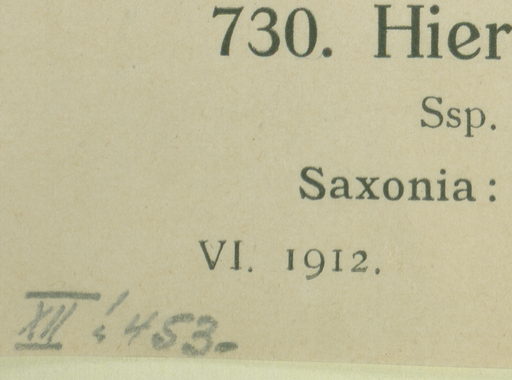 730. Hier
Ssp.
Saxonia:
VI. 1912.
XII : 453-